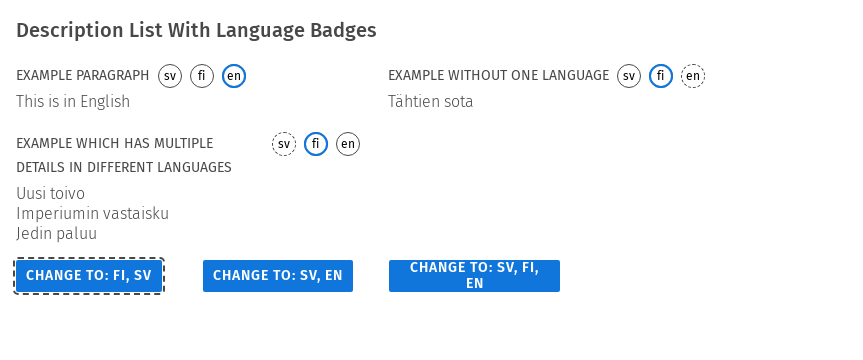 Description List With Language Badges
EXAMPLE PARAGRAPH sv fi en
This is in English
EXAMPLE WITHOUT ONE LANGUAGE sv fi en
Tähtien sota
EXAMPLE WHICH HAS MULTIPLE sv fi en
DETAILS IN DIFFERENT LANGUAGES
Uusi toivo
Imperiumin vastaisku
Jedin paluu
CHANGE TO: FI, SV
CHANGE TO: SV, EN
CHANGE TO: SV, FI,
EN